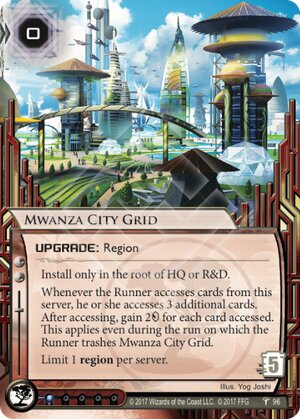 0
MWANZA CITY GRID
UPGRADE: Region
Install only in the root of HQ or R&D.
Whenever the Runner accesses cards from this
server, he or she accesses 3 additional cards.
After accessing, gain 2 for each card accessed.
This applies even during the run on which the
Runner trashes Mwanza City Grid.
Limit 1 region per server.
5
Illus. Yog Joshi
© 2017 Wizards of the Coast LLC. © 2017 FFG 96